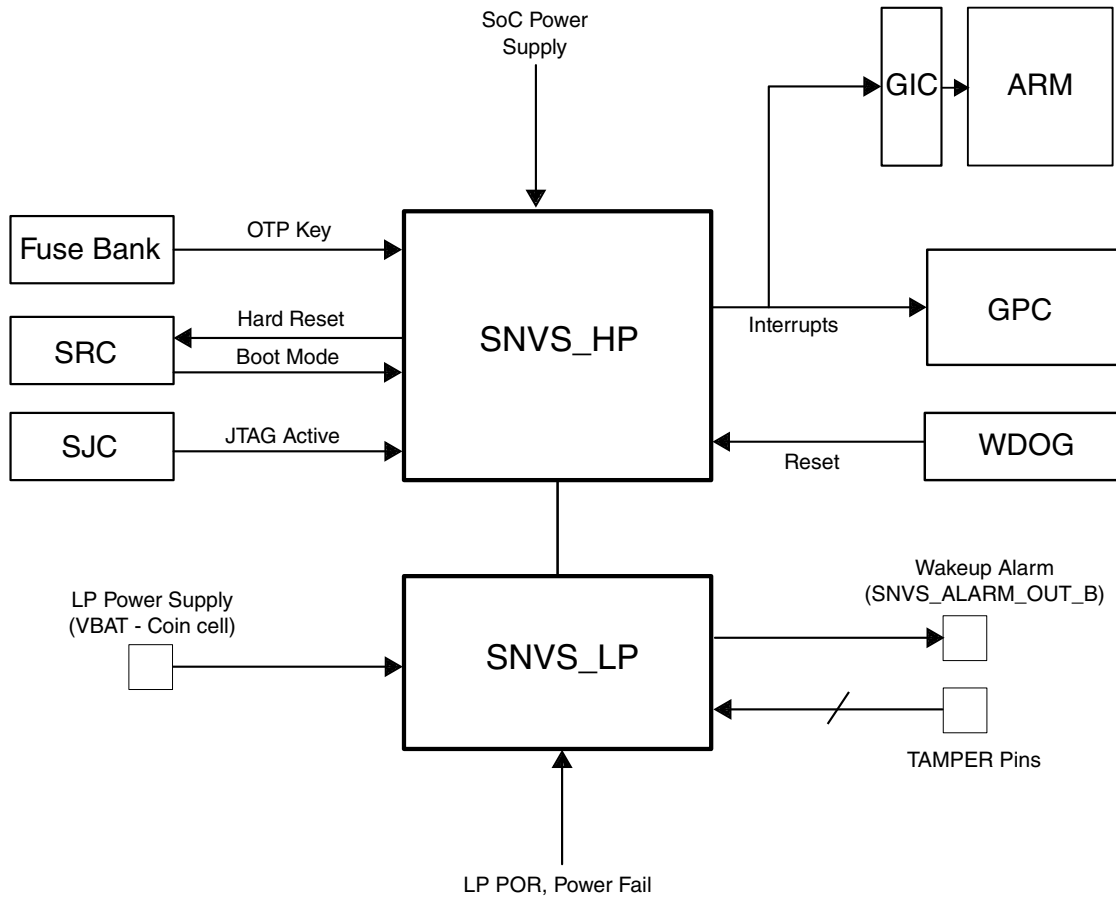 SoC Power
Supply
GIC
ARM
Fuse Bank
OTP Key
SRC
Hard Reset
Boot Mode
SNVS_HP
Interrupts
GPC
SJC
JTAG Active
Reset
WDOG
LP Power Supply
(VBAT - Coin cell)
SNVS_LP
Wakeup Alarm
(SNVS_ALARM_OUT_B)
TAMPER Pins
LP POR, Power Fail